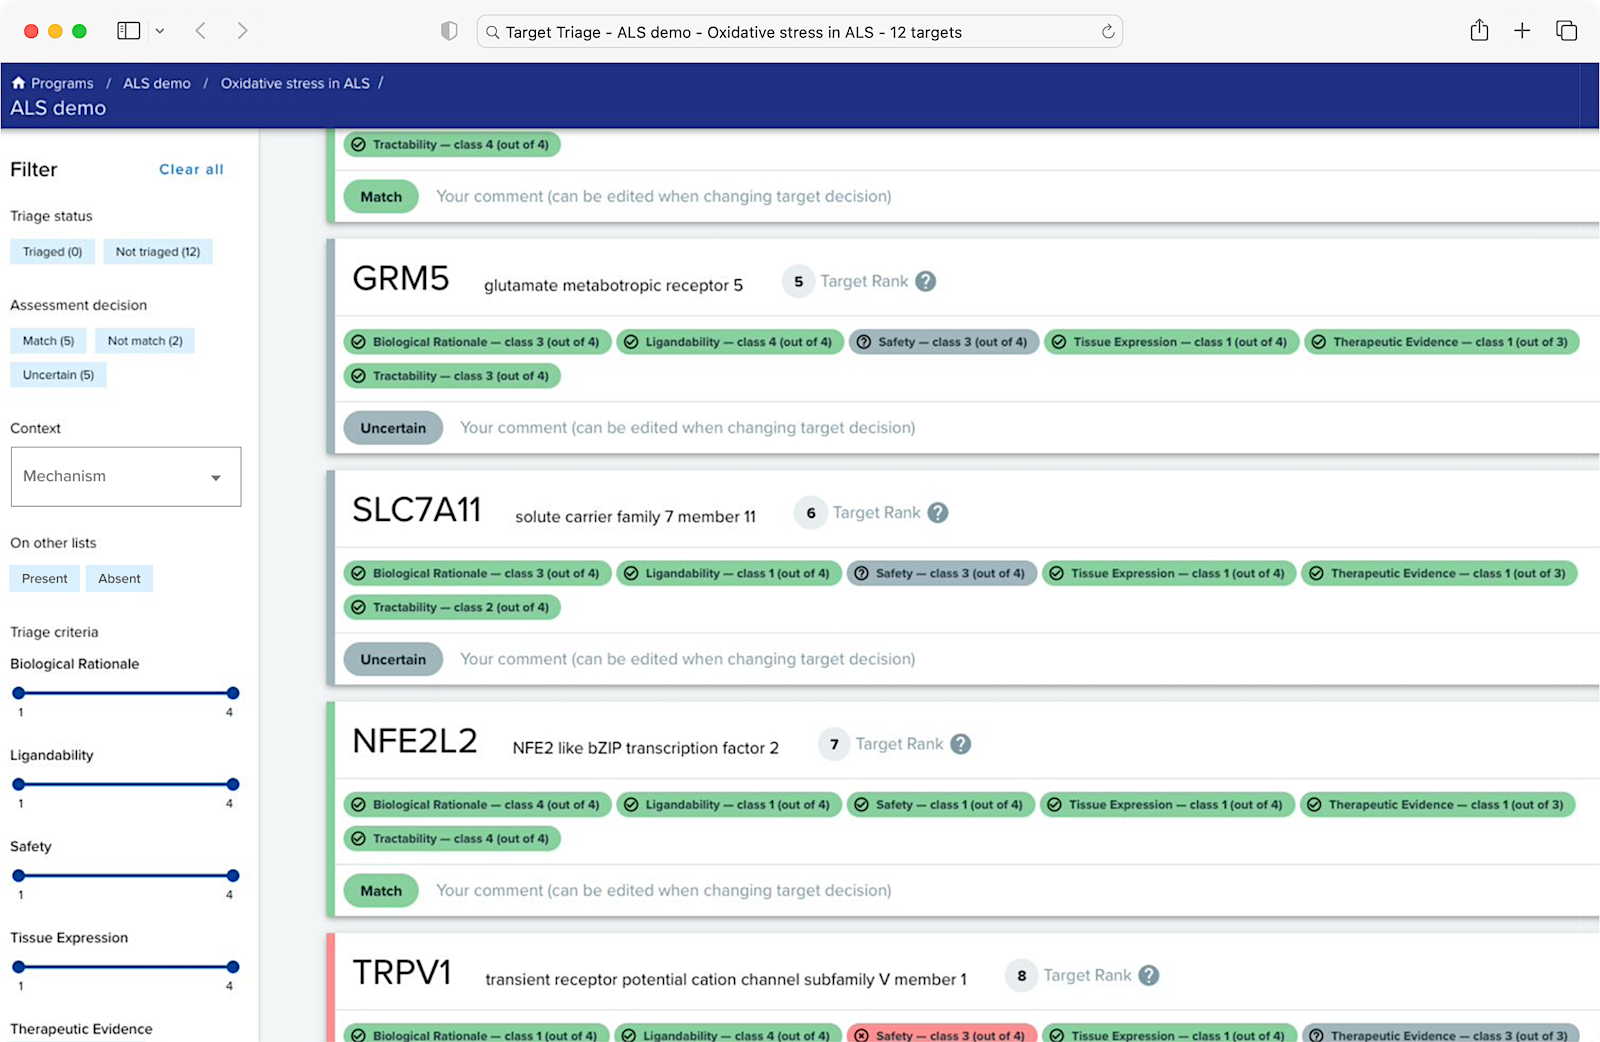 Target Triage - ALS demo - Oxidative stress in ALS - 12 targets
Programs / ALS demo / Oxidative stress in ALS /
ALS demo
Filter Clear all
Triage status
Triaged (0) Not triaged (12)
Assessment decision
Match (5) Not match (2)
Uncertain (5)
Context
Mechanism
On other lists
Present Absent
Triage criteria
Biological Rationale
1 4
Ligandability
1 4
Safety
1 4
Tissue Expression
1 4
Therapeutic Evidence
Tractability — class 4 (out of 4)
Match Your comment (can be edited when changing target decision)
GRM5 glutamate metabotropic receptor 5 5 Target Rank ?
Biological Rationale — class 3 (out of 4) Ligandability — class 4 (out of 4) Safety — class 3 (out of 4) Tissue Expression — class 1 (out of 4) Therapeutic Evidence — class 1 (out of 3)
Tractability — class 3 (out of 4)
Uncertain Your comment (can be edited when changing target decision)
SLC7A11 solute carrier family 7 member 11 6 Target Rank ?
Biological Rationale — class 3 (out of 4) Ligandability — class 1 (out of 4) Safety — class 3 (out of 4) Tissue Expression — class 1 (out of 4) Therapeutic Evidence — class 1 (out of 3)
Tractability — class 2 (out of 4)
Uncertain Your comment (can be edited when changing target decision)
NFE2L2 NFE2 like bZIP transcription factor 2 7 Target Rank ?
Biological Rationale — class 4 (out of 4) Ligandability — class 1 (out of 4) Safety — class 1 (out of 4) Tissue Expression — class 1 (out of 4) Therapeutic Evidence — class 1 (out of 3)
Tractability — class 4 (out of 4)
Match Your comment (can be edited when changing target decision)
TRPV1 transient receptor potential cation channel subfamily V member 1 8 Target Rank ?
Biological Rationale — class 1 (out of 4) Ligandability — class 4 (out of 4) Safety — class 3 (out of 4) Tissue Expression — class 1 (out of 4) Therapeutic Evidence — class 3 (out of 3)